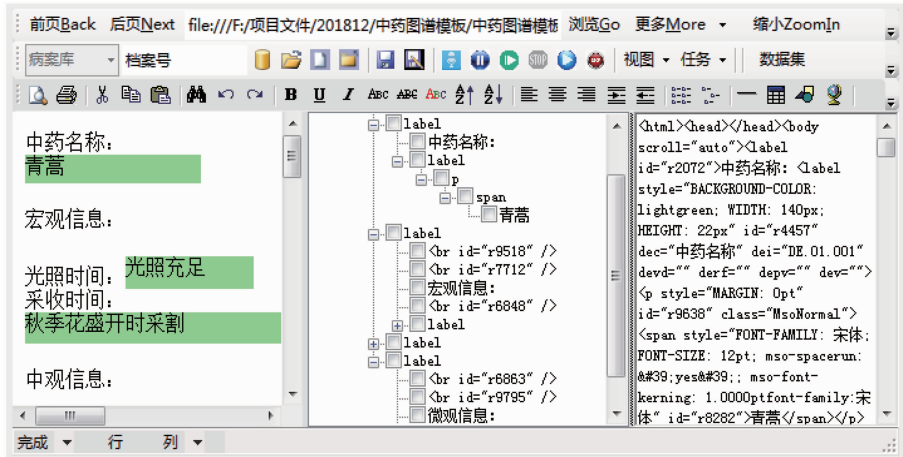 前页Back 后页Next file:///F:/项目文件/201812/中药图谱模板/中药图谱模板 浏览Go 更多More 缩小ZoomIn
病案库 档案号 视图 任务 数据集
B U I ABC ABC ABC
中药名称：
青蒿
宏观信息：
光照时间：光照充足
采收时间：
秋季花盛开时采割
中观信息：
label
中药名称：
label
p
span
青蒿
label
<br id="r9518" />
<br id="r7712" />
宏观信息：
<br id="r6848" />
label
label
label
<br id="r6863" />
<br id="r9795" />
微观信息：
<html><head></head><body
scroll="auto"><label
id="r2072">中药名称: <label
style="BACKGROUND-COLOR:
lightgreen; WIDTH: 140px;
HEIGHT: 22px" id="r4457"
dec="中药名称" dei="DE.01.001"
devd="" derf="" depv="" dev="">
<p style="MARGIN: 0pt"
id="r9638" class="MsoNormal">
<span style="FONT-FAMILY: 宋体;
FONT-SIZE: 12pt; mso-spacerun:
&#39;yes&#39;; mso-font-
kerning: 1.0000ptfont-family:宋
体" id="r8282">青蒿</span></p>
完成 行 列